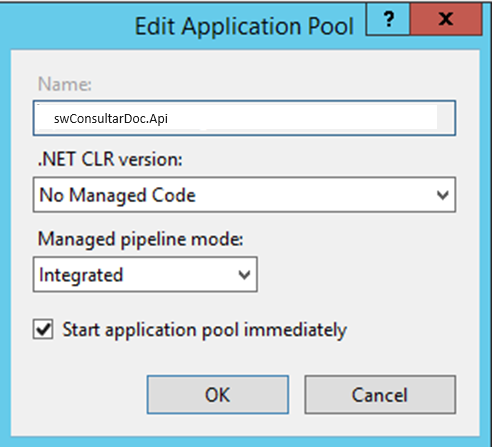 Edit Application Pool
?
x
Name:
swConsultarDoc.Api
.NET CLR version:
No Managed Code
Managed pipeline mode:
Integrated
Start application pool immediately
OK
Cancel